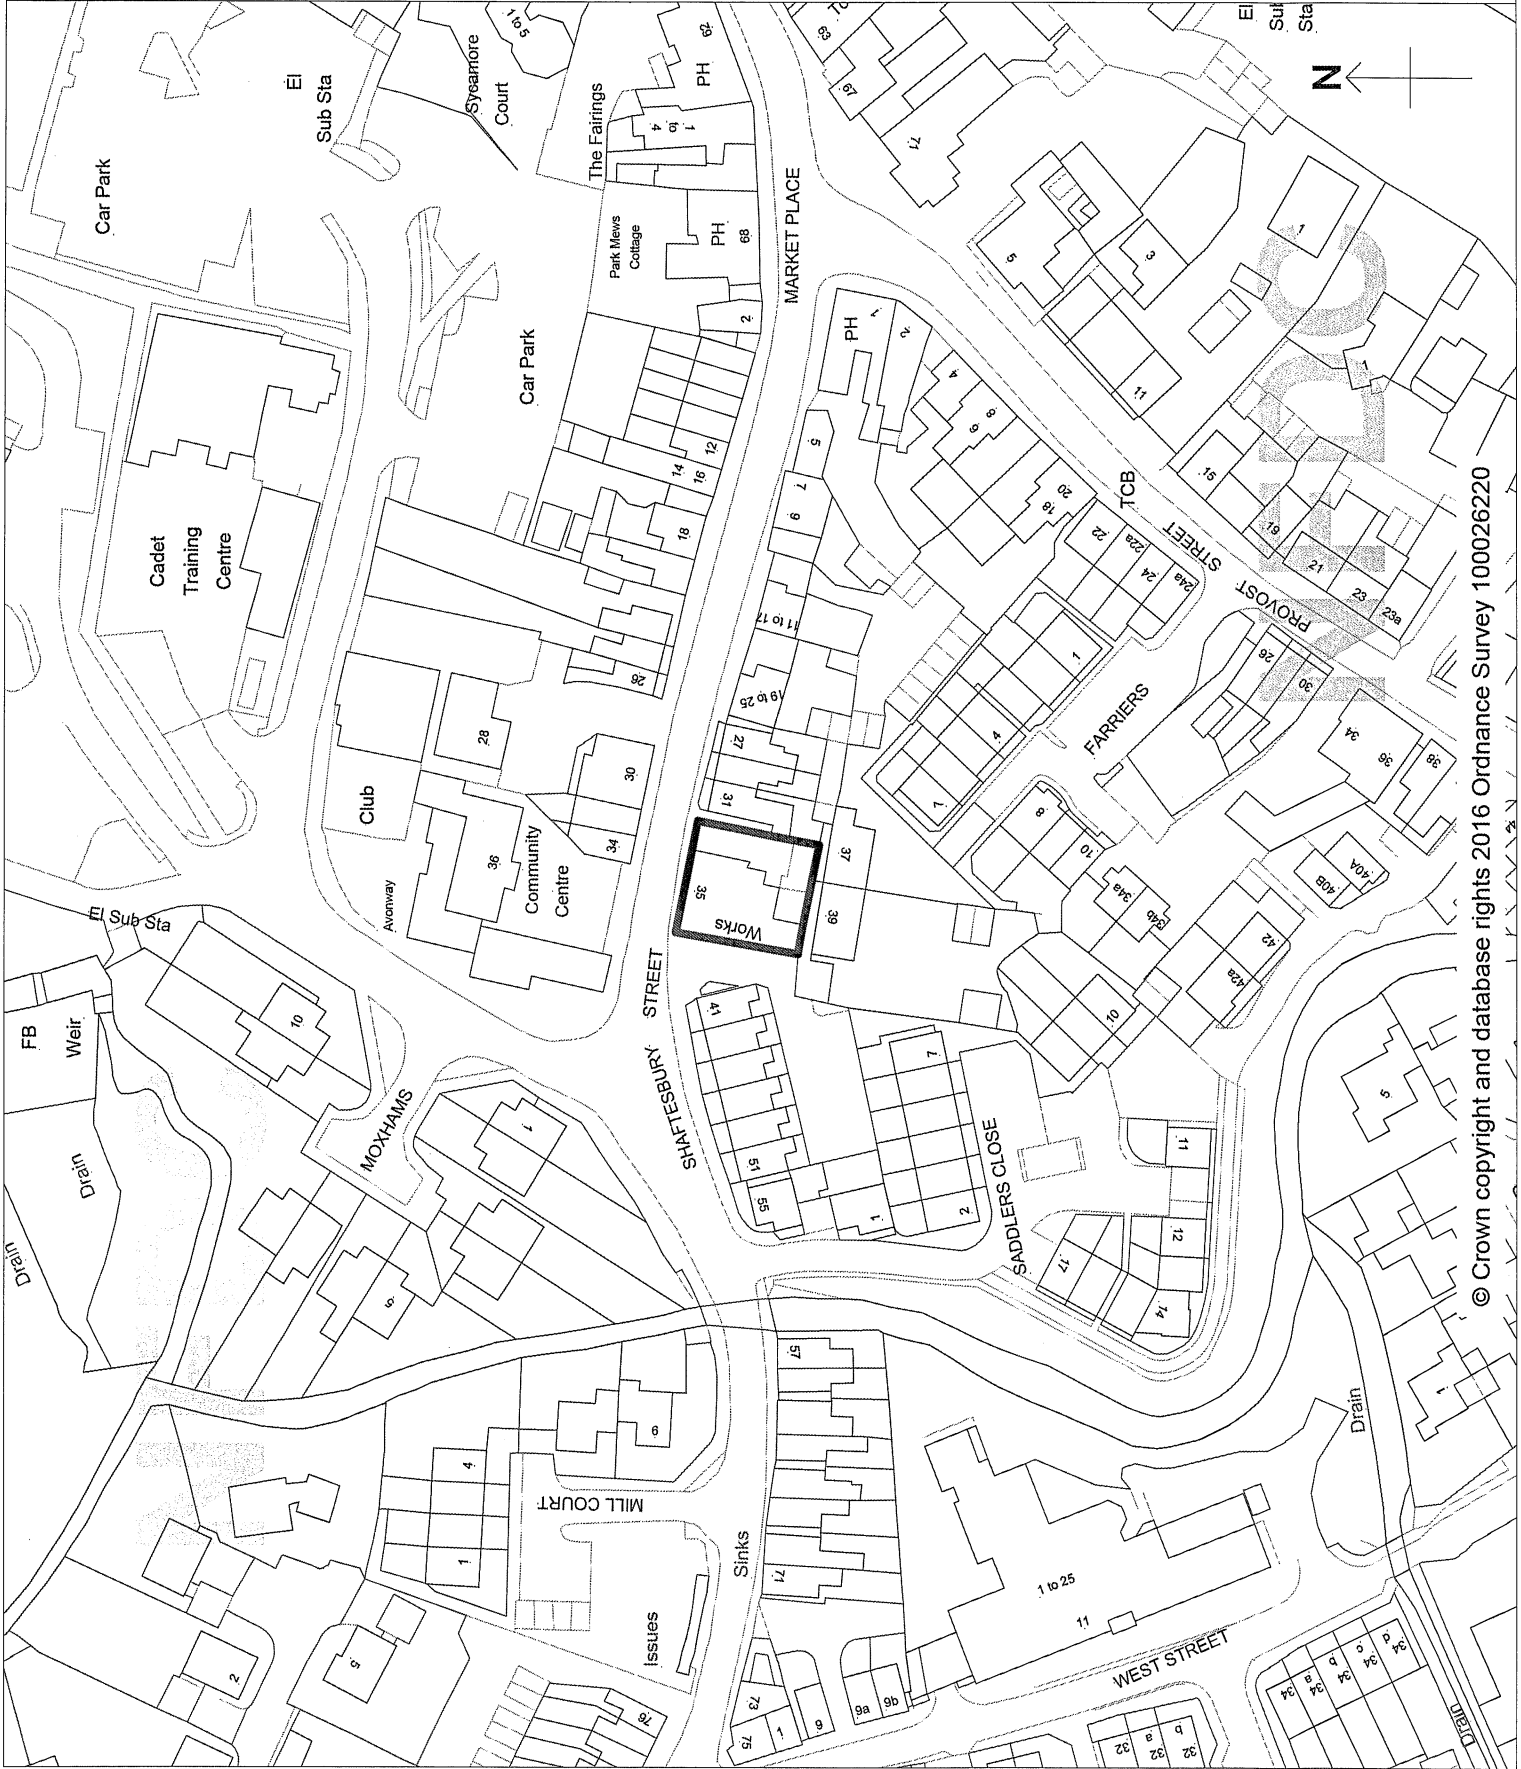 Car Park
El
Sub Sta
Sycamore
Court
1 to 5
62
PH
The Fairings
1
to
4
Park Mews
Cottage
PH
68
2
MARKET PLACE
67
71
El
Sub
Sta
N
5
3
1
11
1
Cadet
Training
Centre
Car Park
12
14
16
18
26
28
30
34
Club
36
Community
Centre
Avonway
PH
1
2
4
6
8
5
7
9
11 to 17
19 to 25
27
31
35
Works
37
39
18
20
22
22a
24
24a
TCB
PROVOST
STREET
15
19
21
23
23a
26
30
34
36
38
FARRIERS
1
4
1
8
10
34a
34b
40B
40A
42
42a
10
El Sub Sta
FB
Weir
10
Drain
Drain
MOXHAMS
1
5
SHAFTESBURY
STREET
41
51
55
1
7
2
SADDLERS CLOSE
11
12
14
17
5
1
Drain
57
71
Sinks
Issues
MILL COURT
4
1
9
2
5
76
73
75
1
9
9a
9b
1 to 25
11
WEST STREET
32
32
a
32
b
34
34
a
34
b
34
c
34
d
Drain
© Crown copyright and database rights 2016 Ordnance Survey 100026220